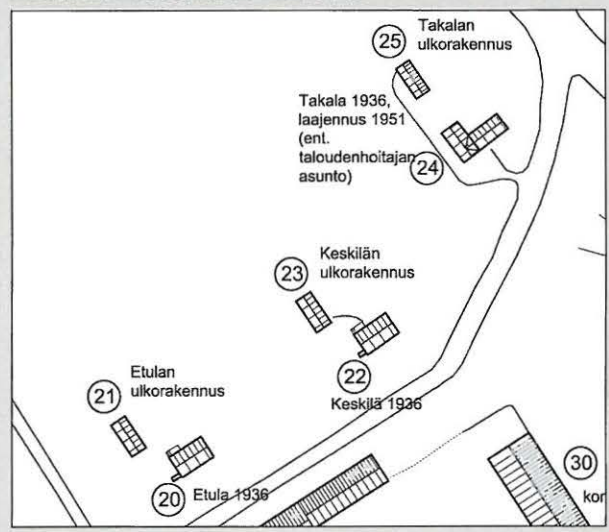 25
Takalan
ulkorakennus
Takala 1936,
laajennus 1951
(ent.
taloudenhoitajan
asunto)
24
23
Keskilän
ulkorakennus
22
Keskilä 1936
21
Etulan
ulkorakennus
20 Etula 1936
30
kor